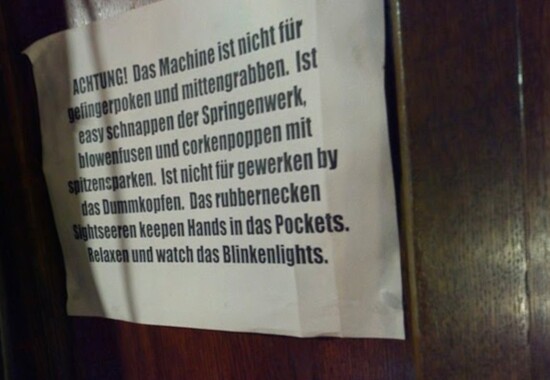 ACHTUNG! Das Machine ist nicht für
gefingerpoken und mittengrabben. Ist
easy schnappen der Springenwerk,
blowenfusen und corkenpoppen mit
spitzensparken. Ist nicht für gewerken by
das Dummkopfen. Das rubbernecken
Sightseeren keepen Hands in das Pockets.
Relaxen und watch das Blinkenlights.